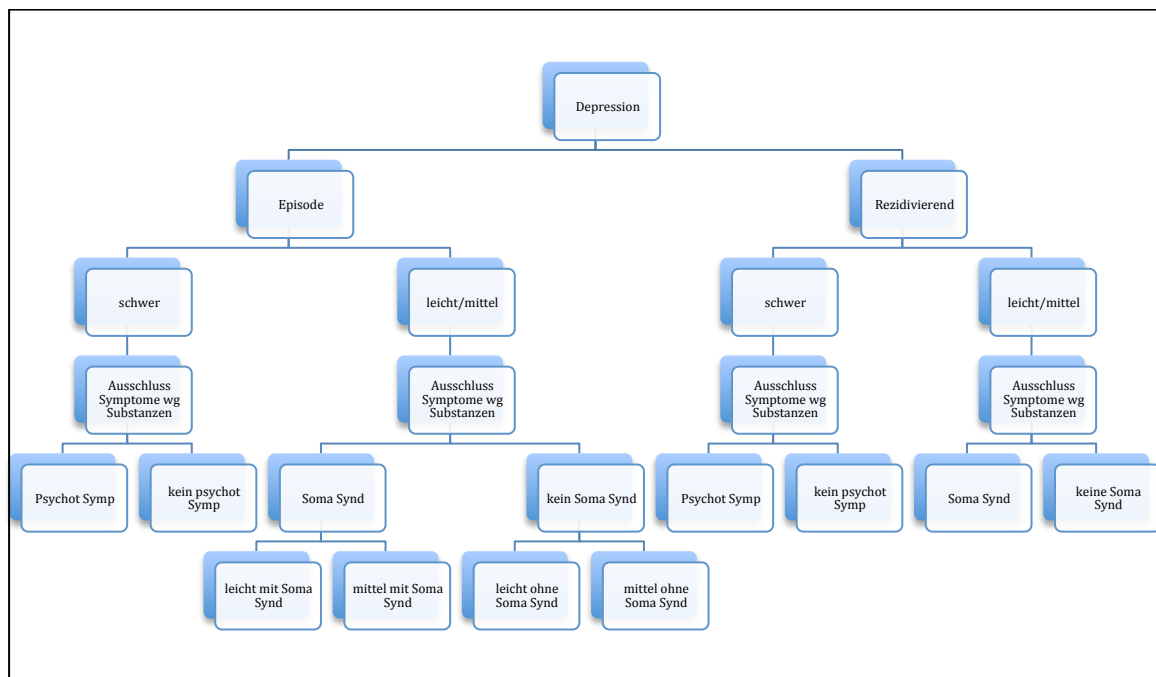 Depression
Episode
Rezidivierend
schwer
leicht/mittel
schwer
leicht/mittel
Ausschluss
Symptome wg
Substanzen
Ausschluss
Symptome wg
Substanzen
Ausschluss
Symptome wg
Substanzen
Ausschluss
Symptome wg
Substanzen
Psychot Symp
kein psychot
Symp
Soma Synd
kein Soma Synd
Psychot Symp
kein psychot
Symp
Soma Synd
keine Soma
Synd
leicht mit Soma
Synd
mittel mit Soma
Synd
leicht ohne
Soma Synd
mittel ohne
Soma Synd